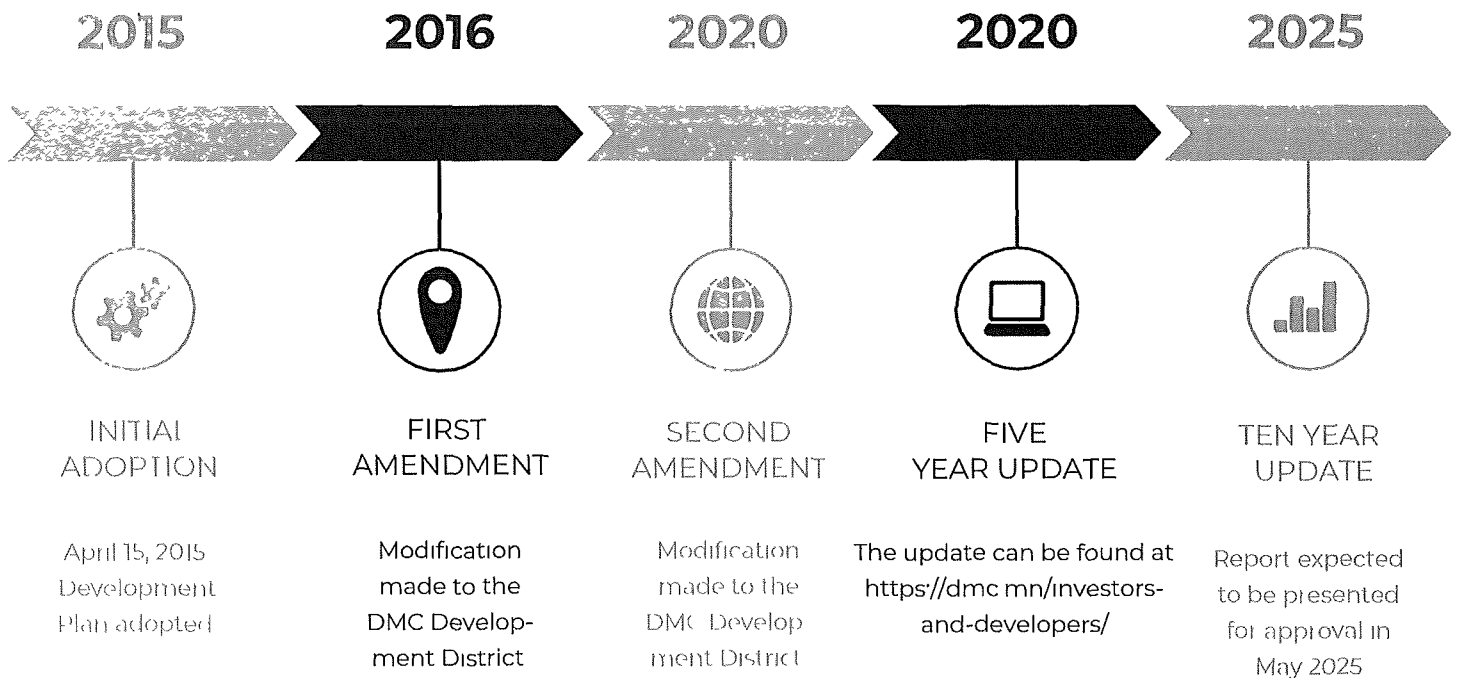 2015
2016
2020
2020
2025
INITIAL
ADOPTION
FIRST
AMENDMENT
SECOND
AMENDMENT
FIVE
YEAR UPDATE
TEN YEAR
UPDATE
April 15, 2015
Development
Plan adopted
Modification
made to the
DMC Develop-
ment District
Modification
made to the
DMC Develop
ment District
The update can be found at
https://dmc mn/investors-
and-developers/
Report expected
to be presented
for approval in
May 2025